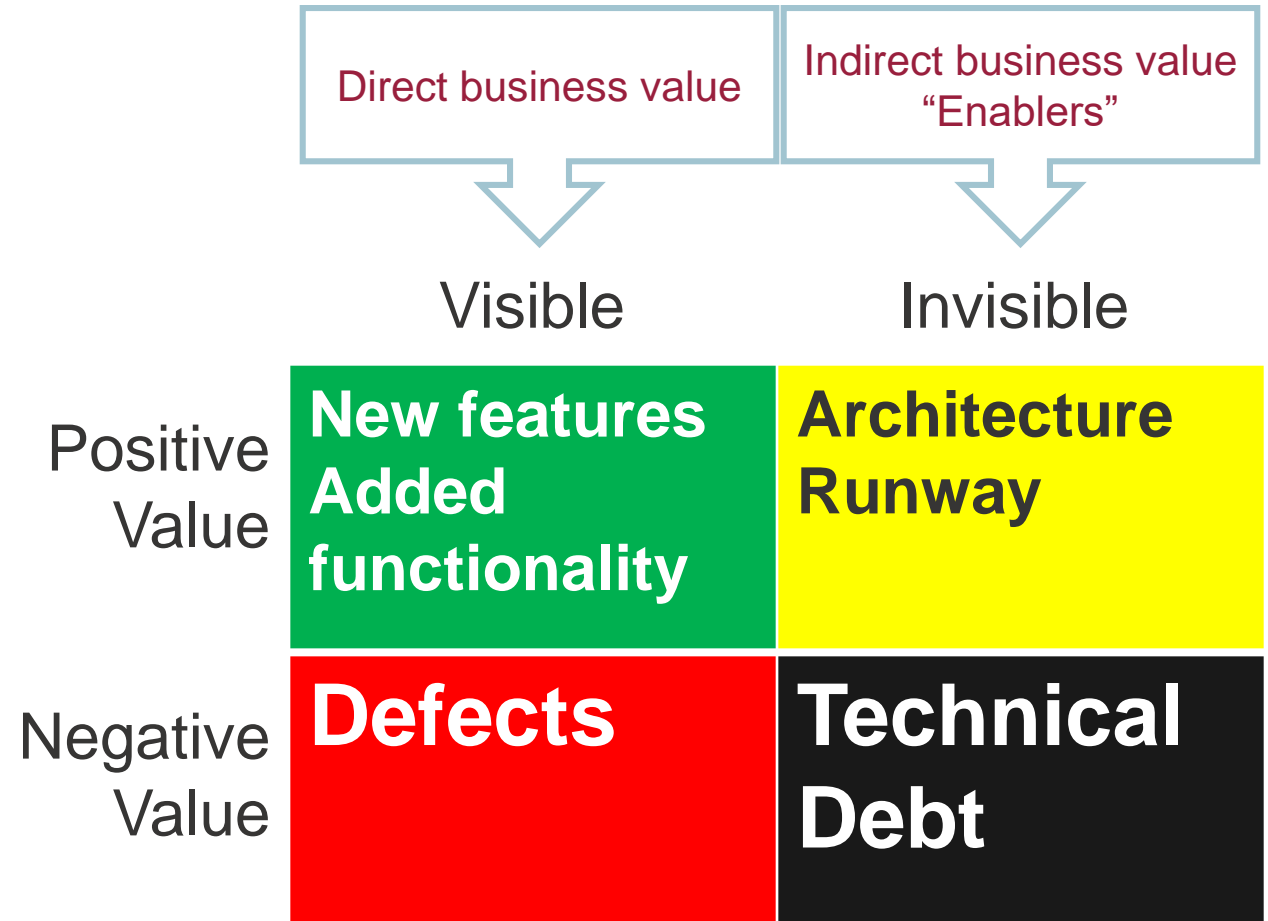 Direct business value
Indirect business value
“Enablers”
Visible
Invisible
Positive
Value
New features
Added
functionality
Architecture
Runway
Negative
Value
Defects
Technical
Debt